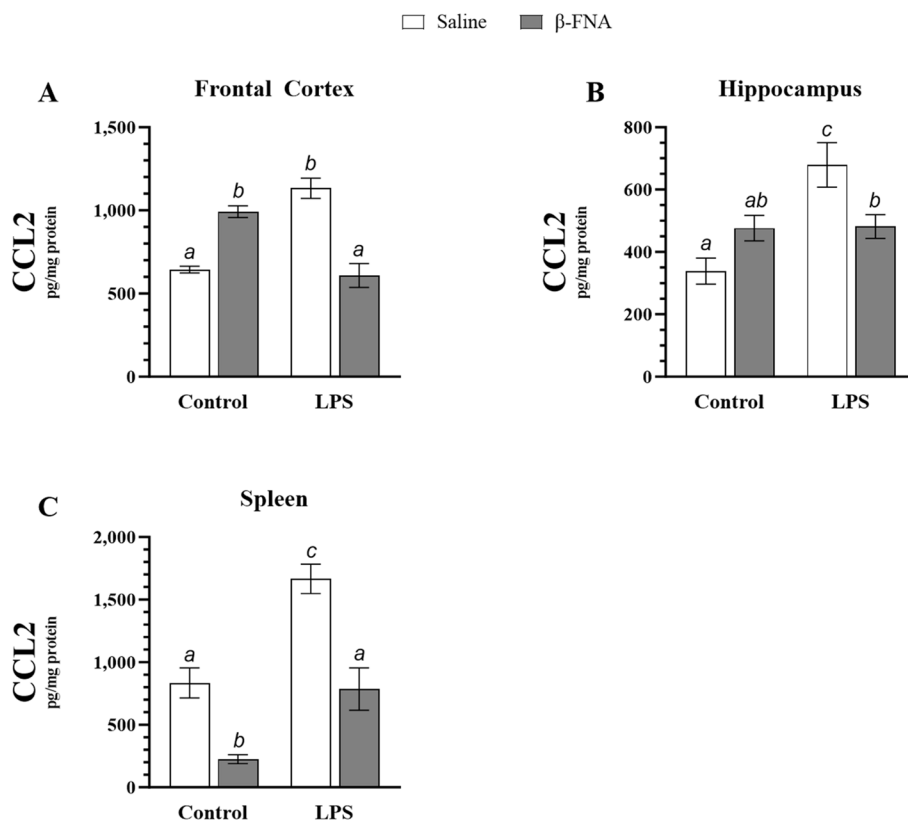 Saline β-FNA
A Frontal Cortex
CCL2
pg/mg protein
1,500
1,000
500
0
a
b
b
a
Control LPS
B Hippocampus
CCL2
pg/mg protein
800
600
400
200
0
a
ab
c
b
Control LPS
C Spleen
CCL2
pg/mg protein
2,000
1,500
1,000
500
0
a
b
c
a
Control LPS